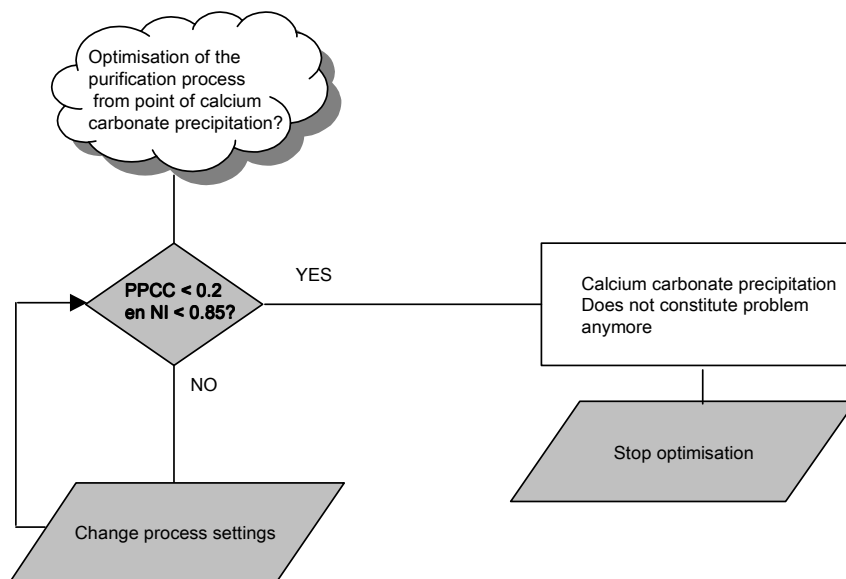 Optimisation of the
purification process
from point of calcium
carbonate precipitation?
PPCC < 0.2
en NI < 0.85?
YES
Calcium carbonate precipitation
Does not constitute problem
anymore
NO
Stop optimisation
Change process settings